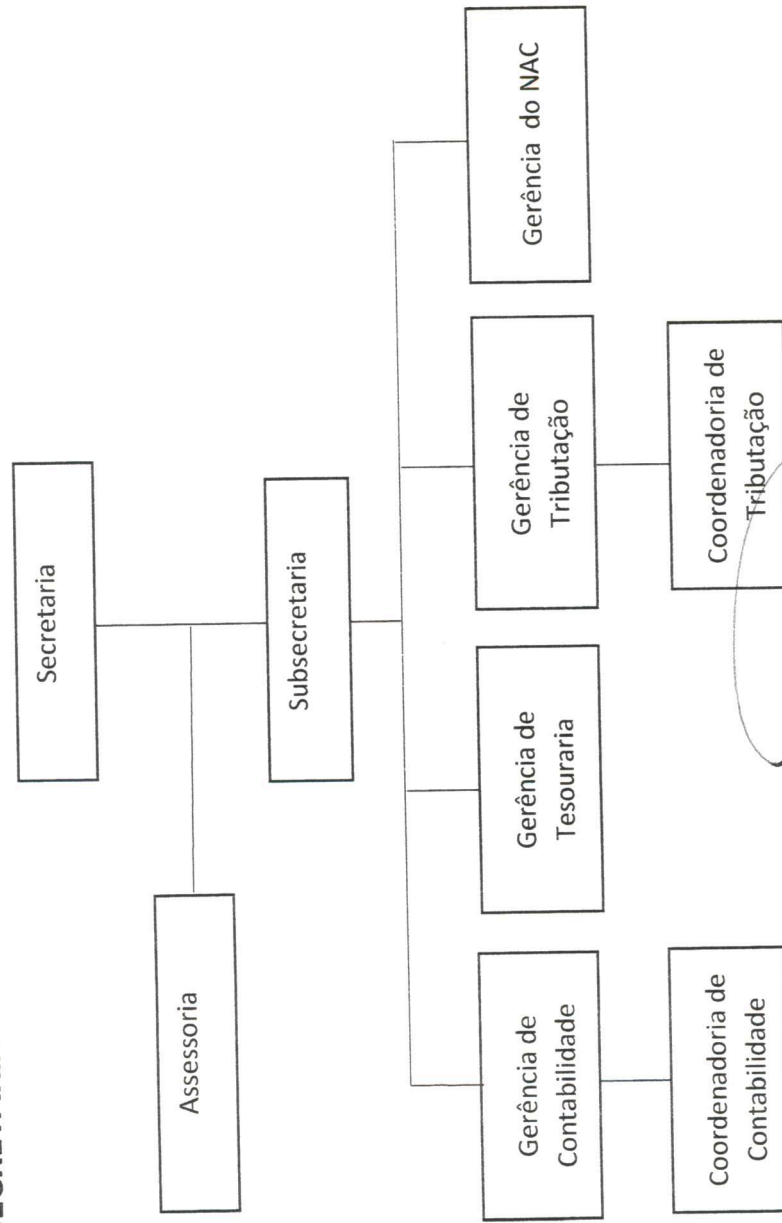 Secretaria
Assessoria
Subsecretaria
Gerência de
Contabilidade
Gerência de
Tesouraria
Gerência de
Tributação
Gerência do NAC
Coordenadoria de
Contabilidade
Coordenadoria de
Tributação